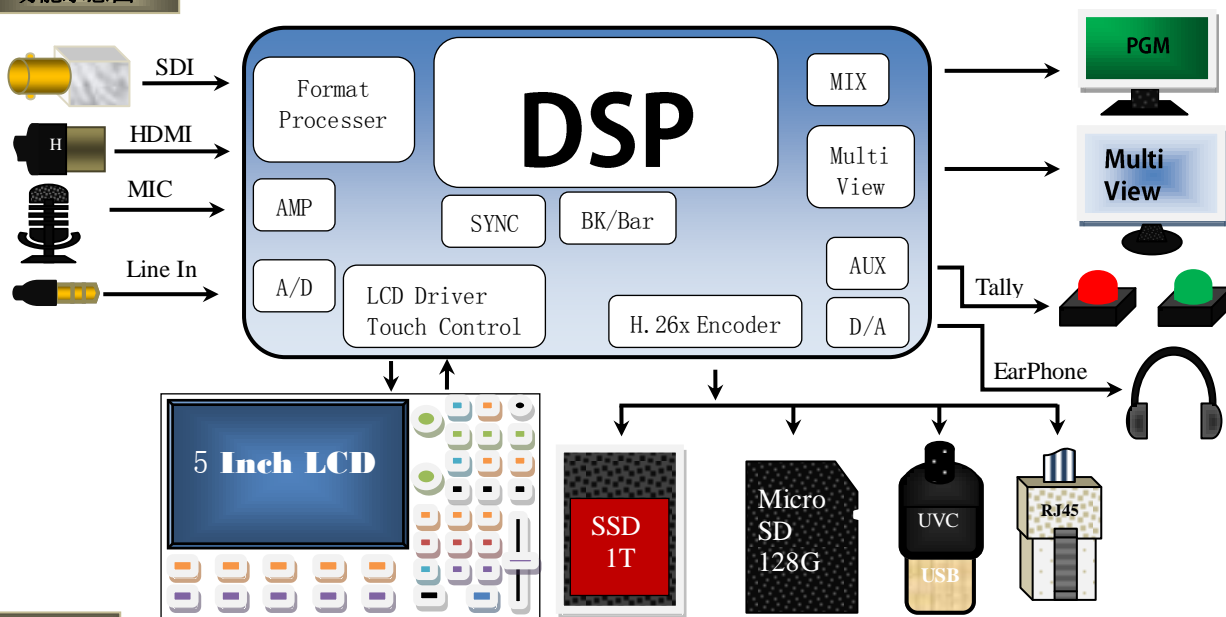 SDI
HDMI
H
MIC
Line In
Format
Processer
AMP
A/D
DSP
SYNC
BK/Bar
LCD Driver
Touch Control
H.26x Encoder
MIX
Multi
View
AUX
D/A
PGM
Multi
View
Tally
EarPhone
5 Inch LCD
SSD
1T
Micro
SD
128G
UVC
USB
RJ45